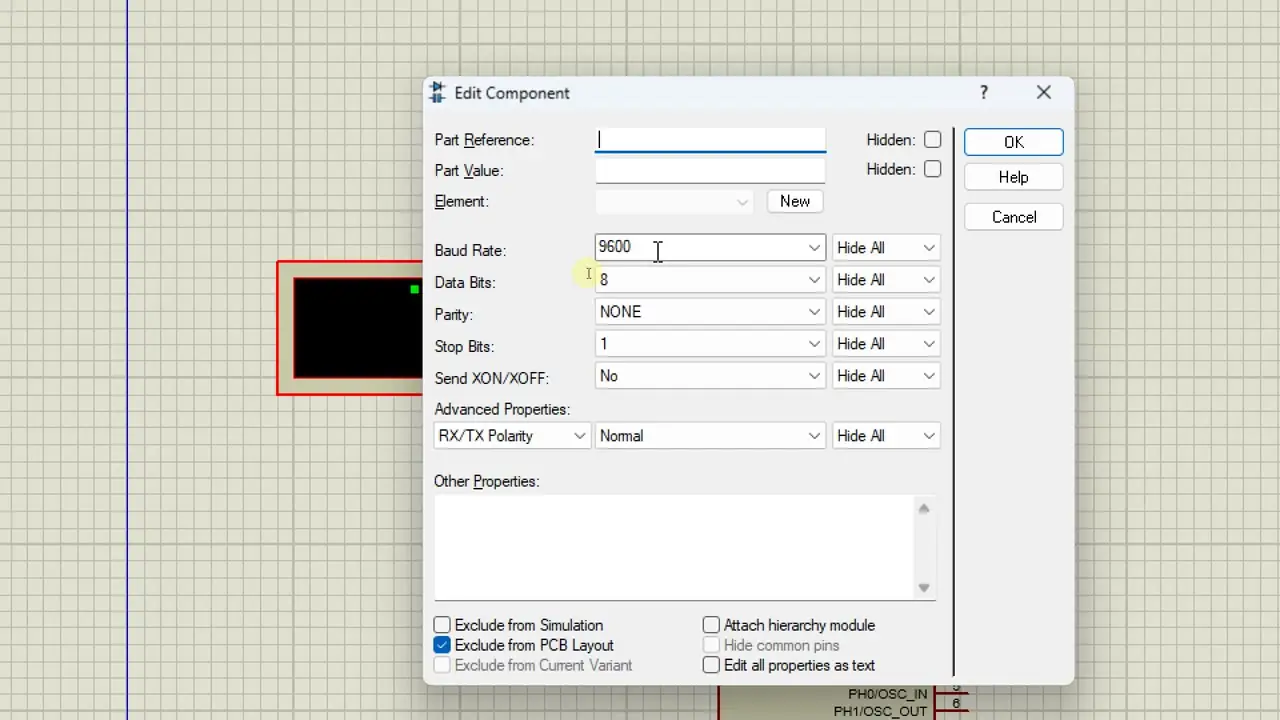 Edit Component ?
Part Reference: Hidden:
Part Value: Hidden:
Element: New
Baud Rate: 9600 Hide All
Data Bits: 8 Hide All
Parity: NONE Hide All
Stop Bits: 1 Hide All
Send XON/XOFF: No Hide All
Advanced Properties:
RX/TX Polarity Normal Hide All
Other Properties:
Exclude from Simulation
Exclude from PCB Layout
Exclude from Current Variant
Attach hierarchy module
Hide common pins
Edit all properties as text
OK
Help
Cancel
PH0/OSC_IN
PH1/OSC_OUT 6